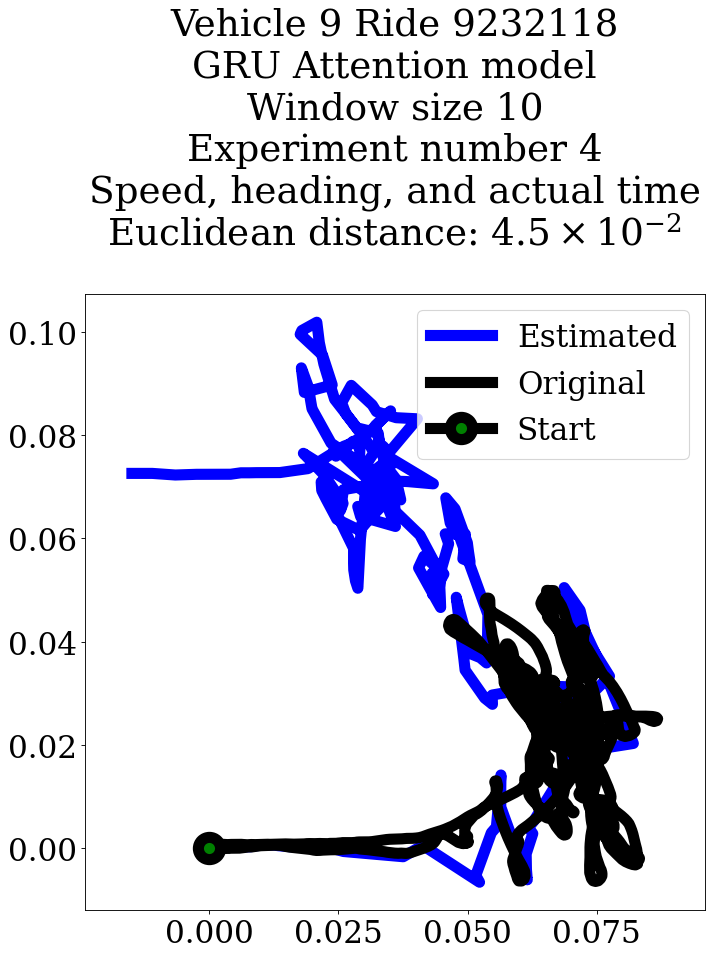 Vehicle 9 Ride 9232118
GRU Attention model
Window size 10
Experiment number 4
Speed, heading, and actual time
Euclidean distance: 4.5 × 10⁻²
Estimated
Original
Start
0.10
0.08
0.06
0.04
0.02
0.00
0.000 0.025 0.050 0.075